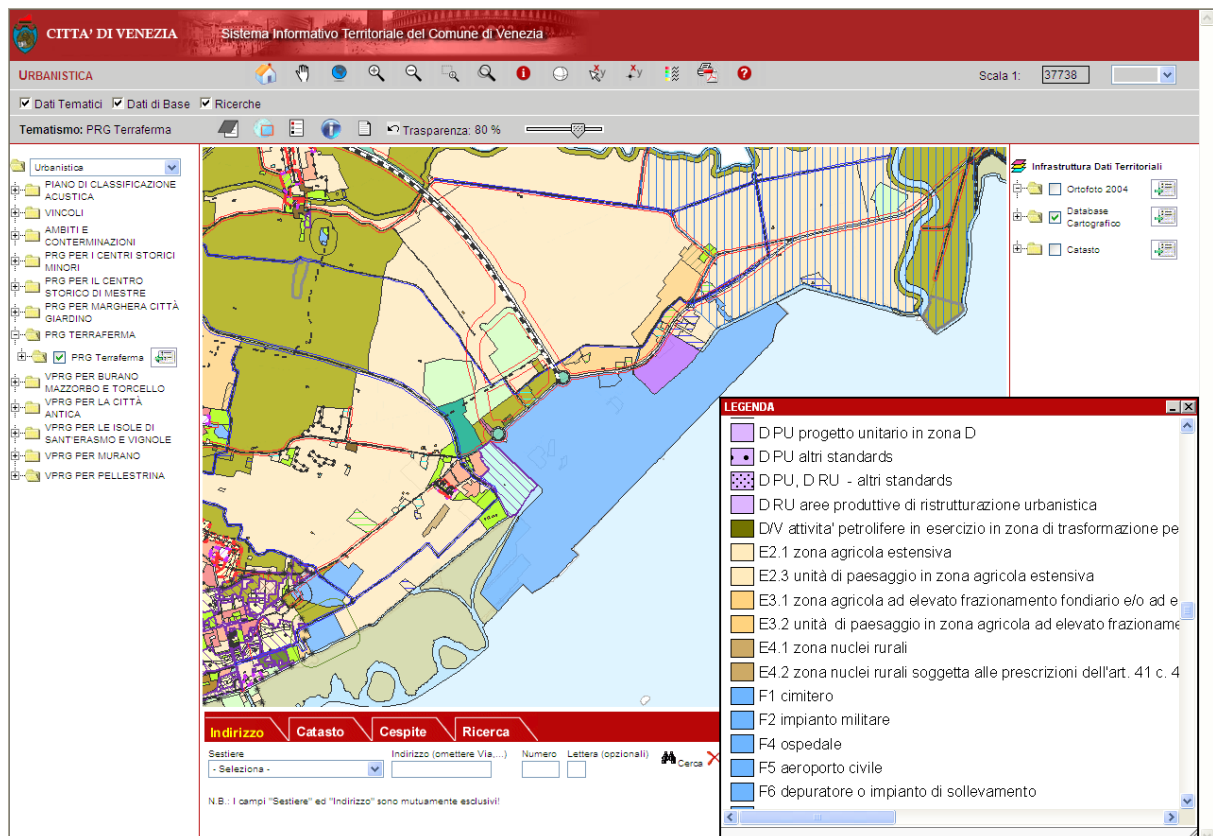 CITTA' DI VENEZIA
Sistema Informativo Territoriale del Comune di Venezia
URBANISTICA
Scala 1: 37738
Dati Tematici Dati di Base Ricerche
Tematismo: PRG Terraferma
Trasparenza: 80 %
Urbanistica
PIANO DI CLASSIFICAZIONE
ACUSTICA
VINCOLI
AMBITI E
CONTERMINAZIONI
PRG PER I CENTRI STORICI
MINORI
PRG PER IL CENTRO
STORICO DI MESTRE
PRG PER MARGHERA CITTÀ
GIARDINO
PRG TERRAFERMA
PRG Terraferma
VPRG PER BURANO
MAZZORBO E TORCELLO
VPRG PER LA CITTÀ
ANTICA
VPRG PER LE ISOLE DI
SANT'ERASMO E VIGNOLE
VPRG PER MURANO
VPRG PER PELLESTRINA
Infrastruttura Dati Territoriali
Ortofoto 2004
Database
Cartografico
Catasto
LEGENDA
D PU progetto unitario in zona D
D PU altri standards
D PU, D RU - altri standards
D RU aree produttive di ristrutturazione urbanistica
D/V attivita' petrolifere in esercizio in zona di trasformazione pe
E2.1 zona agricola estensiva
E2.3 unità di paesaggio in zona agricola estensiva
E3.1 zona agricola ad elevato frazionamento fondiario e/o ad e
E3.2 unità di paesaggio in zona agricola ad elevato frazioname
E4.1 zona nuclei rurali
E4.2 zona nuclei rurali soggetta alle prescrizioni dell'art. 41 c. 4
F1 cimitero
F2 impianto militare
F4 ospedale
F5 aeroporto civile
F6 depuratore o impianto di sollevamento
Indirizzo Catasto Cespite Ricerca
Sestiere Indirizzo (omettere Via,...) Numero Lettera (opzionali)
- Seleziona -
Cerca
N.B.: I campi "Sestiere" ed "Indirizzo" sono mutuamente esclusivi!